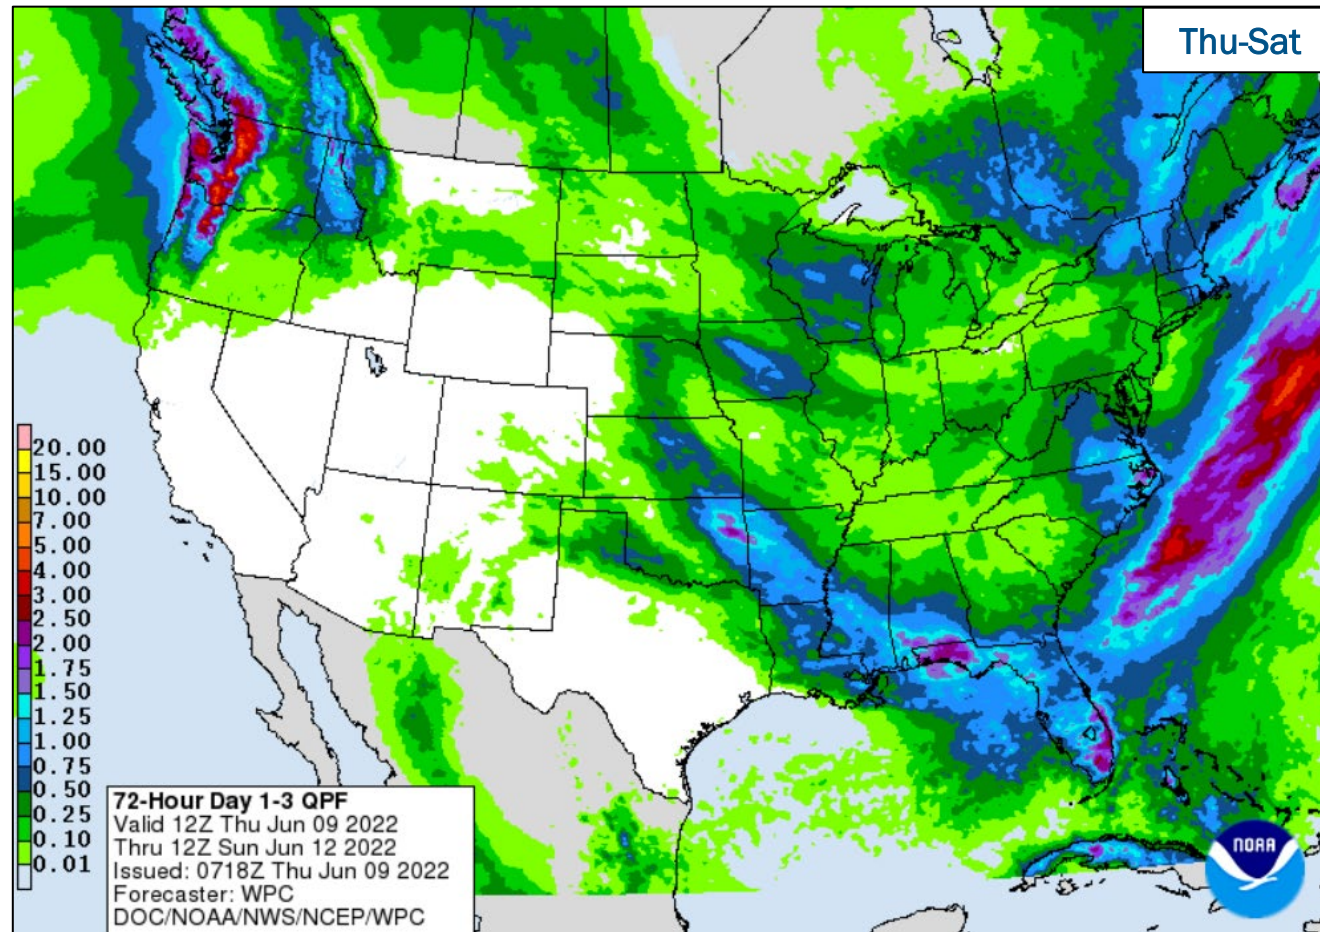 Thu-Sat
20.00
15.00
10.00
7.00
5.00
4.00
3.00
2.50
2.00
1.75
1.50
1.25
1.00
0.75
0.50
0.25
0.10
0.01
72-Hour Day 1-3 QPF
Valid 12Z Thu Jun 09 2022
Thru 12Z Sun Jun 12 2022
Issued: 0718Z Thu Jun 09 2022
Forecaster: WPC
DOC/NOAA/NWS/NCEP/WPC
NOAA